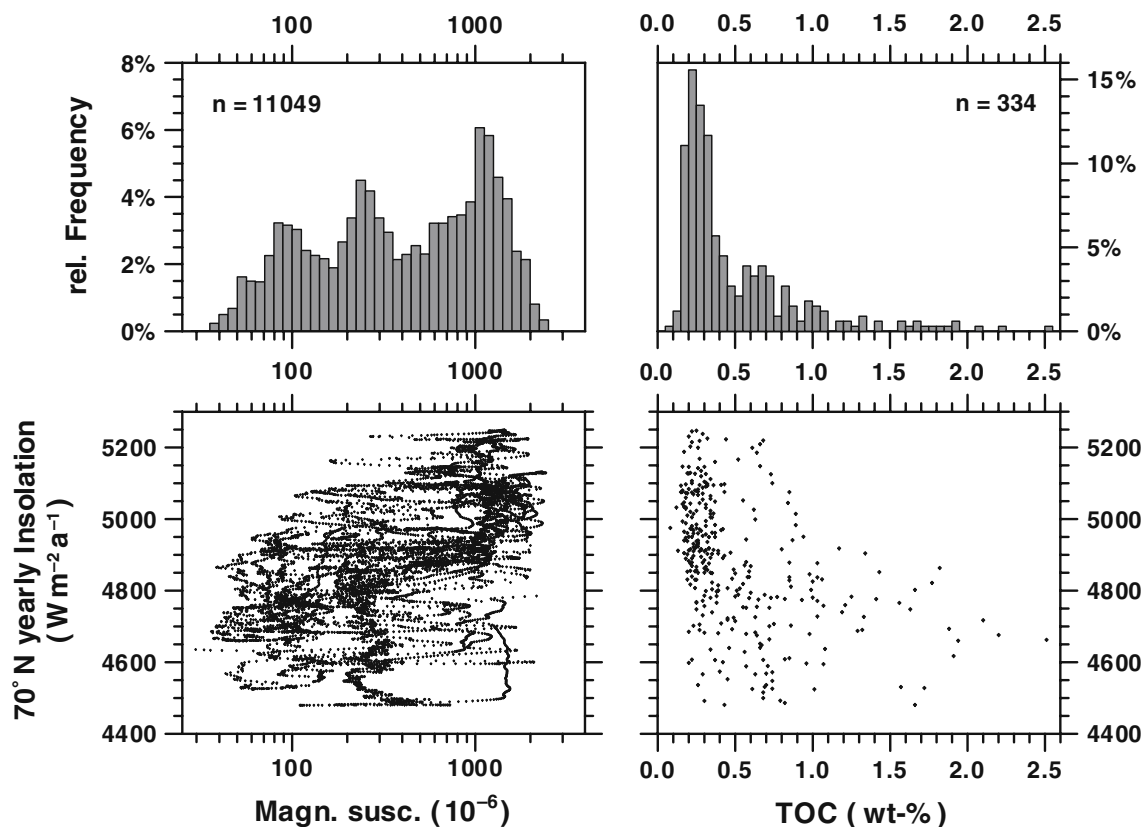 100 1000
0.0 0.5 1.0 1.5 2.0 2.5
8%
6%
4%
2%
0%
rel. Frequency
n = 11049
n = 334
15%
10%
5%
0%
100 1000
0.0 0.5 1.0 1.5 2.0 2.5
5200
5000
4800
4600
4400
70° N yearly Insolation
(W m⁻² a⁻¹)
5200
5000
4800
4600
4400
100 1000
0.0 0.5 1.0 1.5 2.0 2.5
Magn. susc. (10⁻⁶)
TOC ( wt-% )